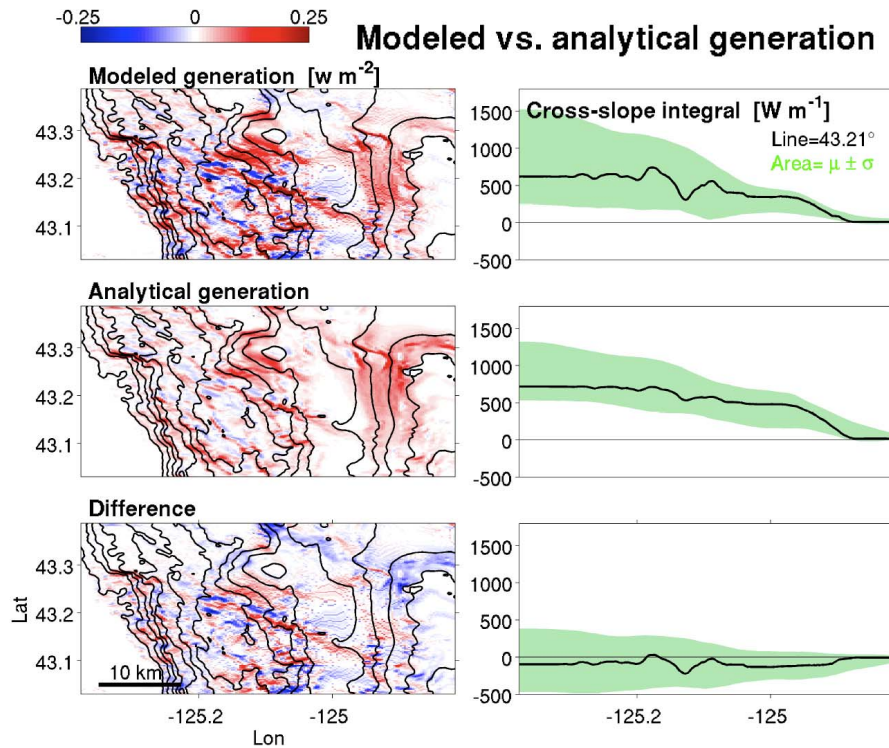 -0.25 0 0.25
Modeled vs. analytical generation
Modeled generation [w m-2]
43.3
43.2
43.1
Cross-slope integral [W m-1]
Line=43.21°
Area= μ ± σ
1500
1000
500
0
-500
Analytical generation
43.3
43.2
43.1
1500
1000
500
0
-500
Difference
43.3
43.2
43.1
Lat
10 km
-125.2 -125
Lon
1500
1000
500
0
-500
-125.2 -125